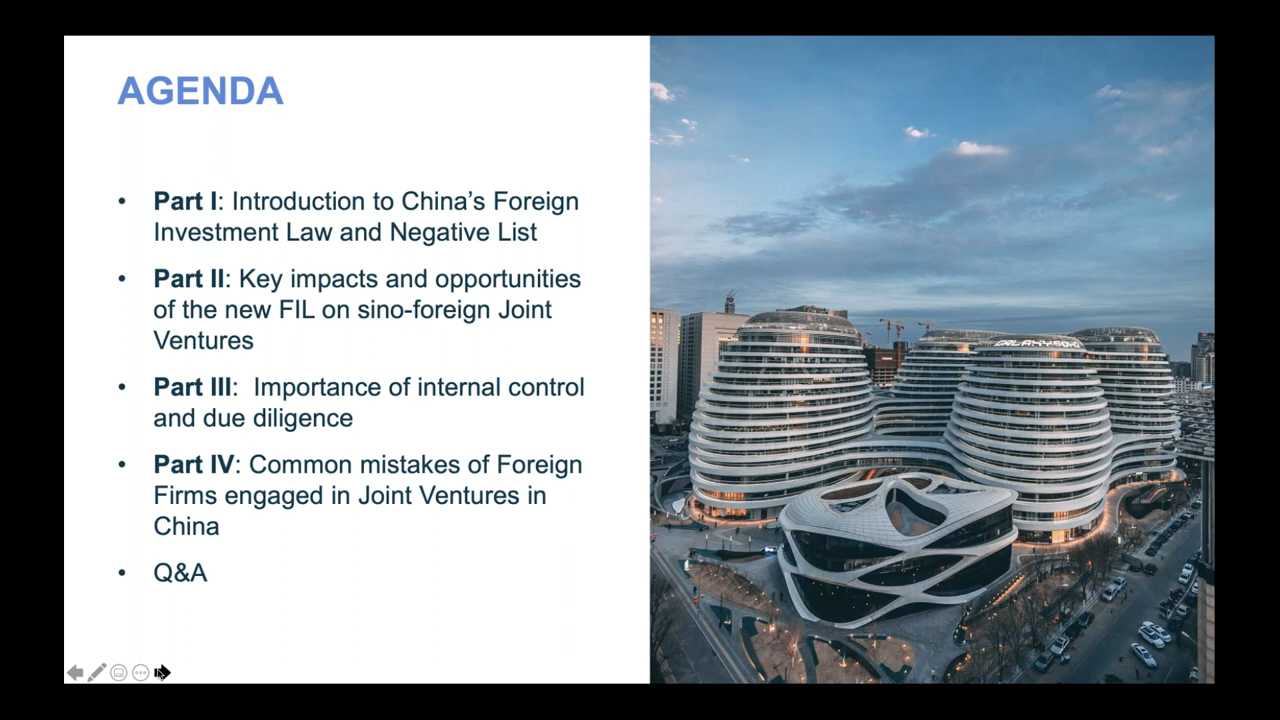 AGENDA
• Part I: Introduction to China’s Foreign
Investment Law and Negative List
• Part II: Key impacts and opportunities
of the new FIL on sino-foreign Joint
Ventures
• Part III:  Importance of internal control
and due diligence
• Part IV: Common mistakes of Foreign
Firms engaged in Joint Ventures in
China
• Q&A
GALAXY SOHO